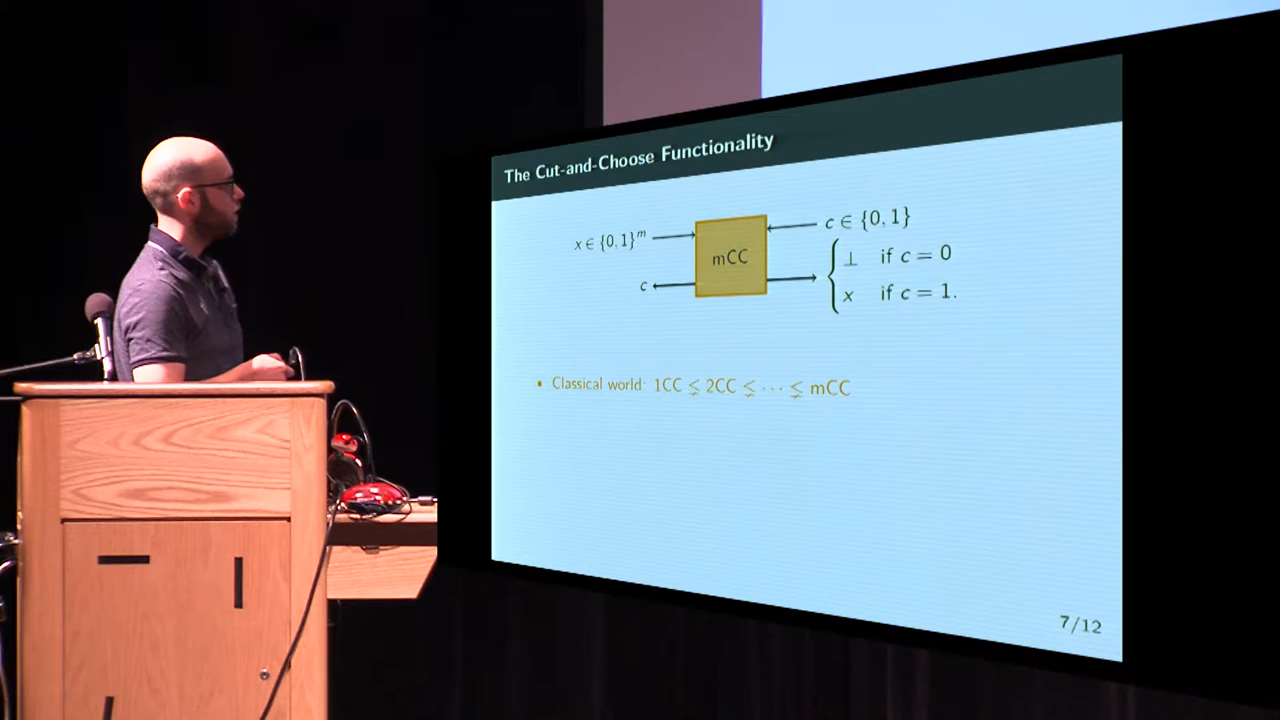 The Cut-and-Choose Functionality
x ∈ {0, 1}^m
c ∈ {0, 1}
mCC
⊥ if c = 0
c
x if c = 1.
▪ Classical world: 1CC ⪇ 2CC ⪇ ⋯ ⪇ mCC
7/12